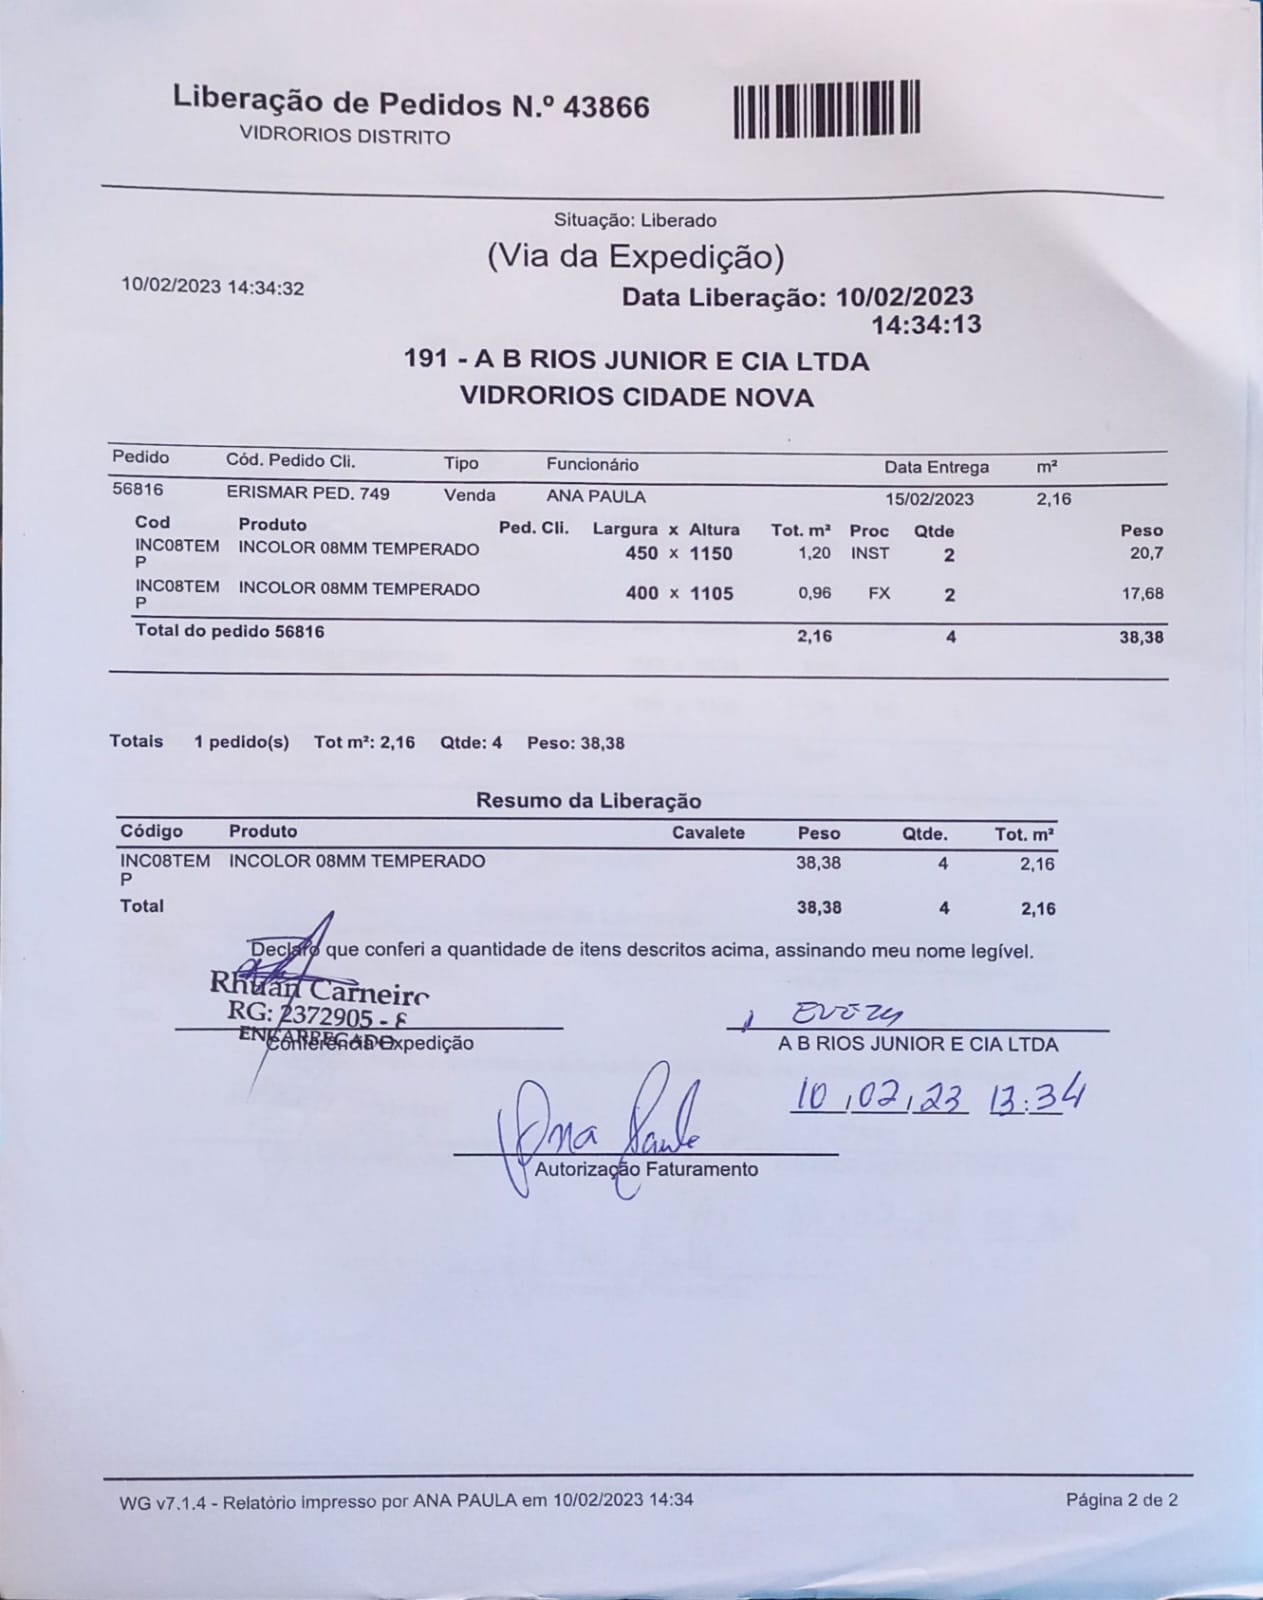 Liberação de Pedidos N.º 43866
VIDRORIOS DISTRITO
Situação: Liberado
(Via da Expedição)
10/02/2023 14:34:32
Data Liberação: 10/02/2023
14:34:13
191 - A B RIOS JUNIOR E CIA LTDA
VIDRORIOS CIDADE NOVA
Pedido Cód. Pedido Cli. Tipo Funcionário Data Entrega m²
56816 ERISMAR PED. 749 Venda ANA PAULA 15/02/2023 2,16
Cod Produto Ped. Cli. Largura x Altura Tot. m² Proc Qtde Peso
INC08TEM INCOLOR 08MM TEMPERADO 450 x 1150 1,20 INST 2 20,7
P
INC08TEM INCOLOR 08MM TEMPERADO 400 x 1105 0,96 FX 2 17,68
P
Total do pedido 56816 2,16 4 38,38
Totais 1 pedido(s) Tot m²: 2,16 Qtde: 4 Peso: 38,38
Resumo da Liberação
Código Produto Cavalete Peso Qtde. Tot. m²
INC08TEM INCOLOR 08MM TEMPERADO 38,38 4 2,16
P
Total 38,38 4 2,16
Declaro que conferi a quantidade de itens descritos acima, assinando meu nome legível.
Rhuan Carneiro
RG: 2372905 - 8
ENCARREGADO
Conferência Expedição
A B RIOS JUNIOR E CIA LTDA
10/02/23 13:34
Ana Paula
Autorização Faturamento
WG v7.1.4 - Relatório impresso por ANA PAULA em 10/02/2023 14:34
Página 2 de 2